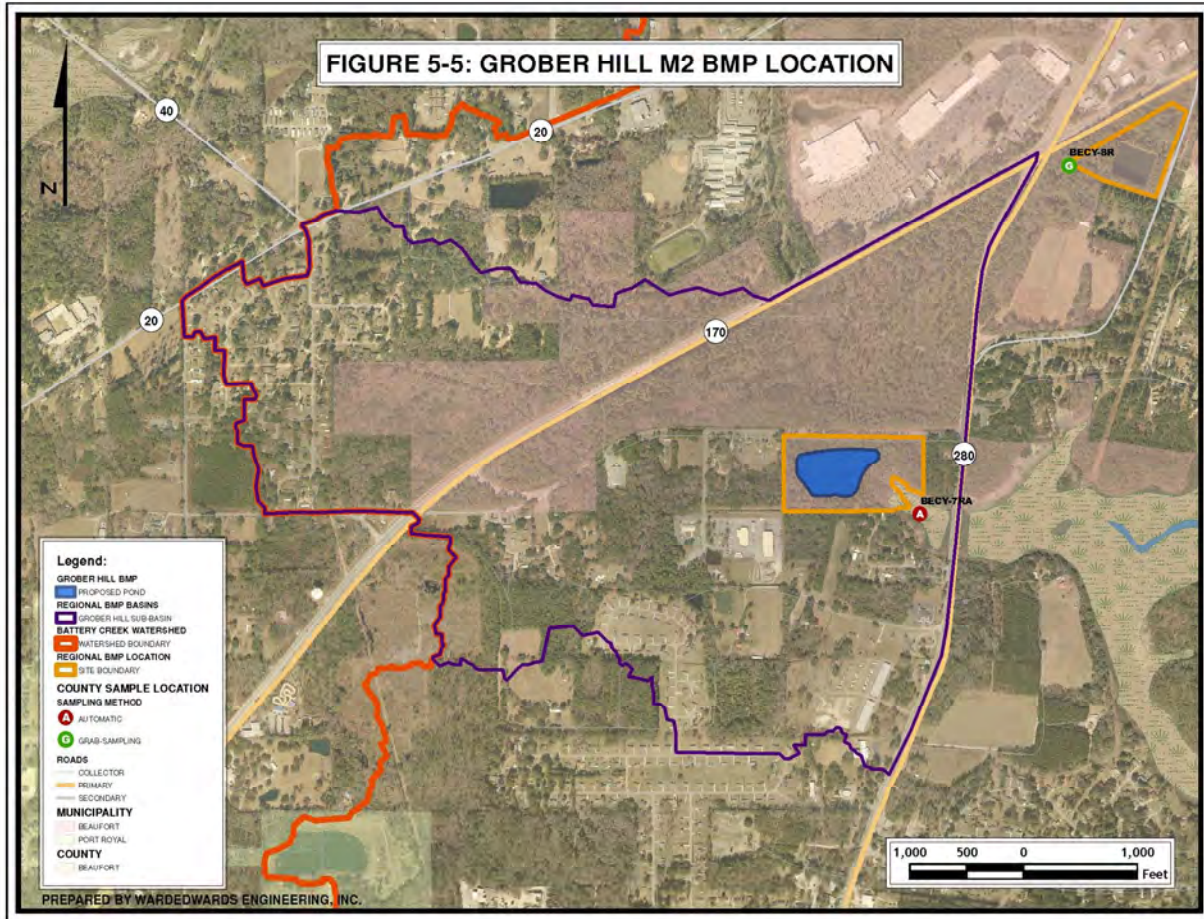 FIGURE 5-5: GROBER HILL M2 BMP LOCATION
40
20
N
BECY-8R
G
20
170
280
BECY-7RA
A
Legend:
GROBER HILL BMP
PROPOSED POND
REGIONAL BMP BASINS
GROBER HILL SUB-BASIN
BATTERY CREEK WATERSHED
WATERSHED BOUNDARY
REGIONAL BMP LOCATION
SITE BOUNDARY
COUNTY SAMPLE LOCATION
SAMPLING METHOD
A AUTOMATIC
G GRAB-SAMPLING
ROADS
COLLECTOR
PRIMARY
SECONDARY
MUNICIPALITY
BEAUFORT
PORT ROYAL
COUNTY
BEAUFORT
1,000 500 0 1,000
Feet
PREPARED BY WARDEDWARDS ENGINEERING, INC.